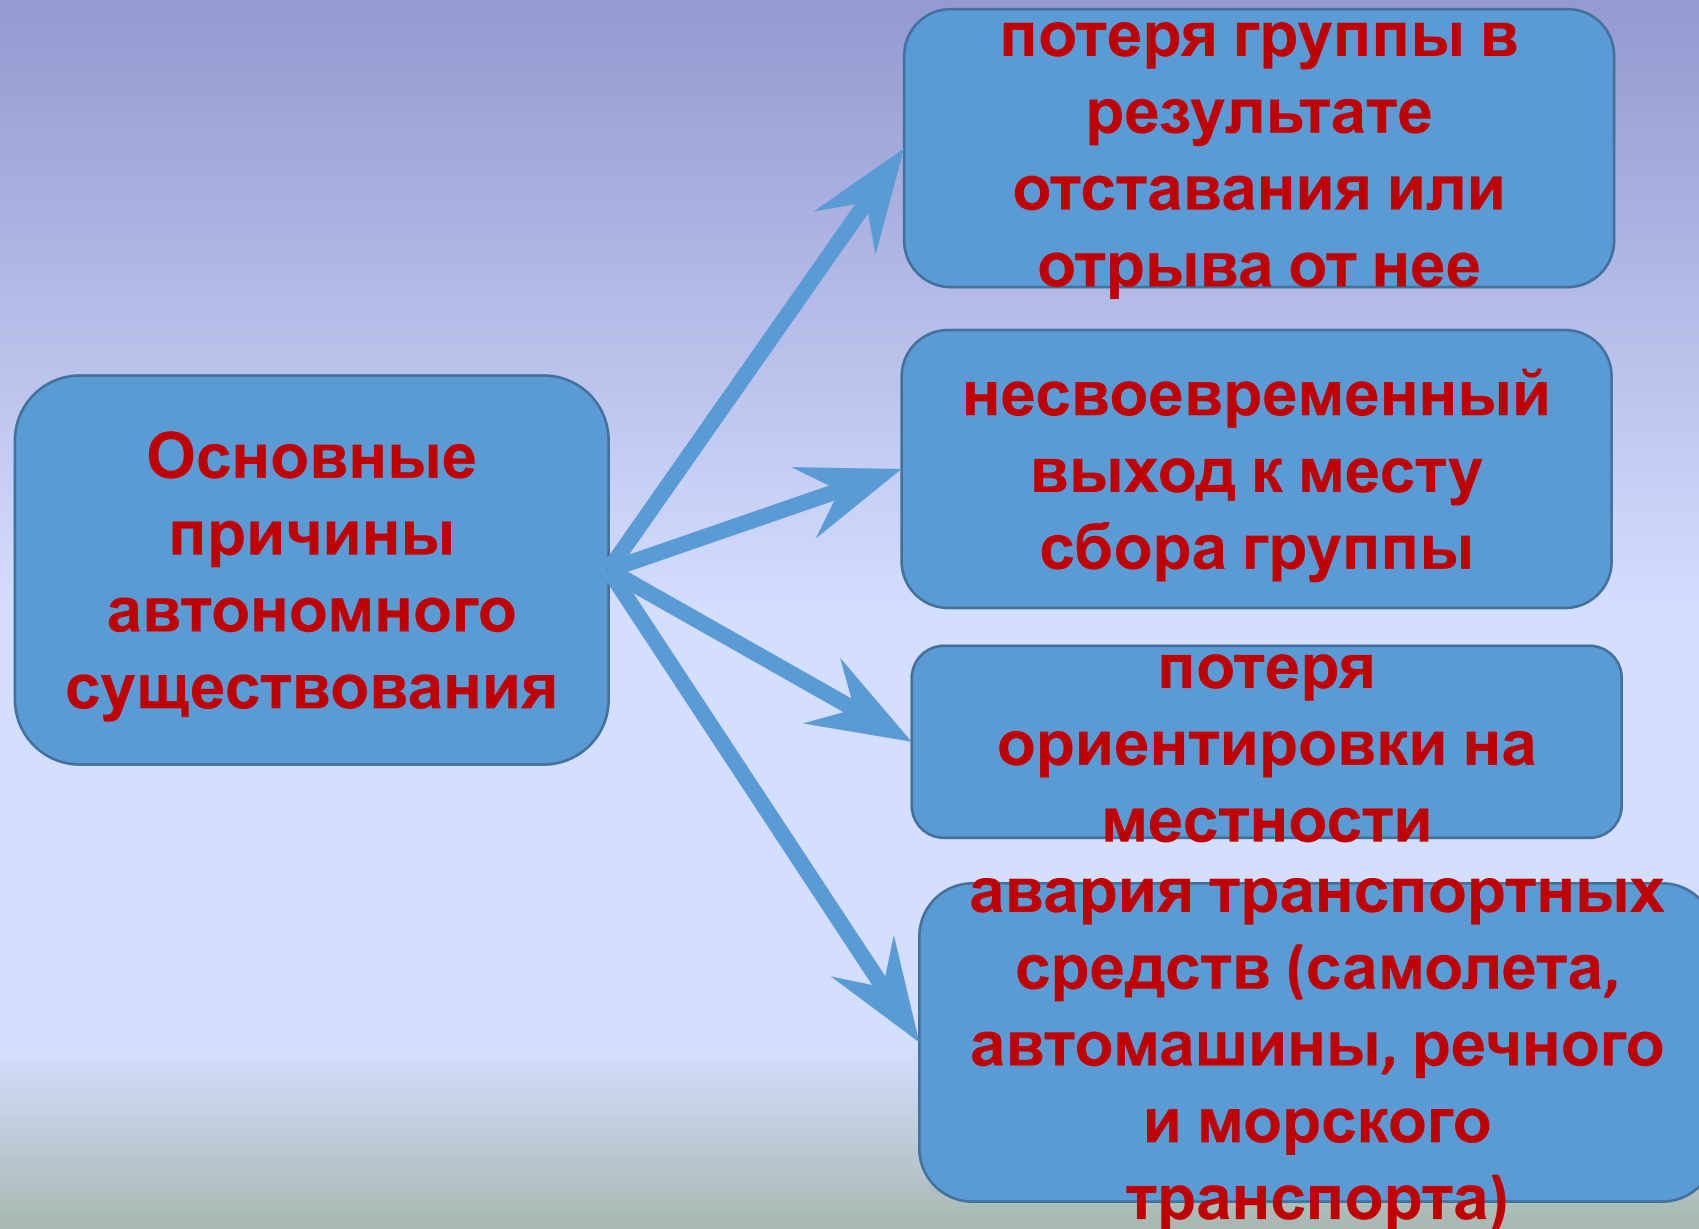 Основные
причины
автономного
существования
потеря группы в
результате
отставания или
отрыва от нее
несвоевременный
выход к месту
сбора группы
потеря
ориентировки на
местности
авария транспортных
средств (самолета,
автомашины, речного
и морского
транспорта)